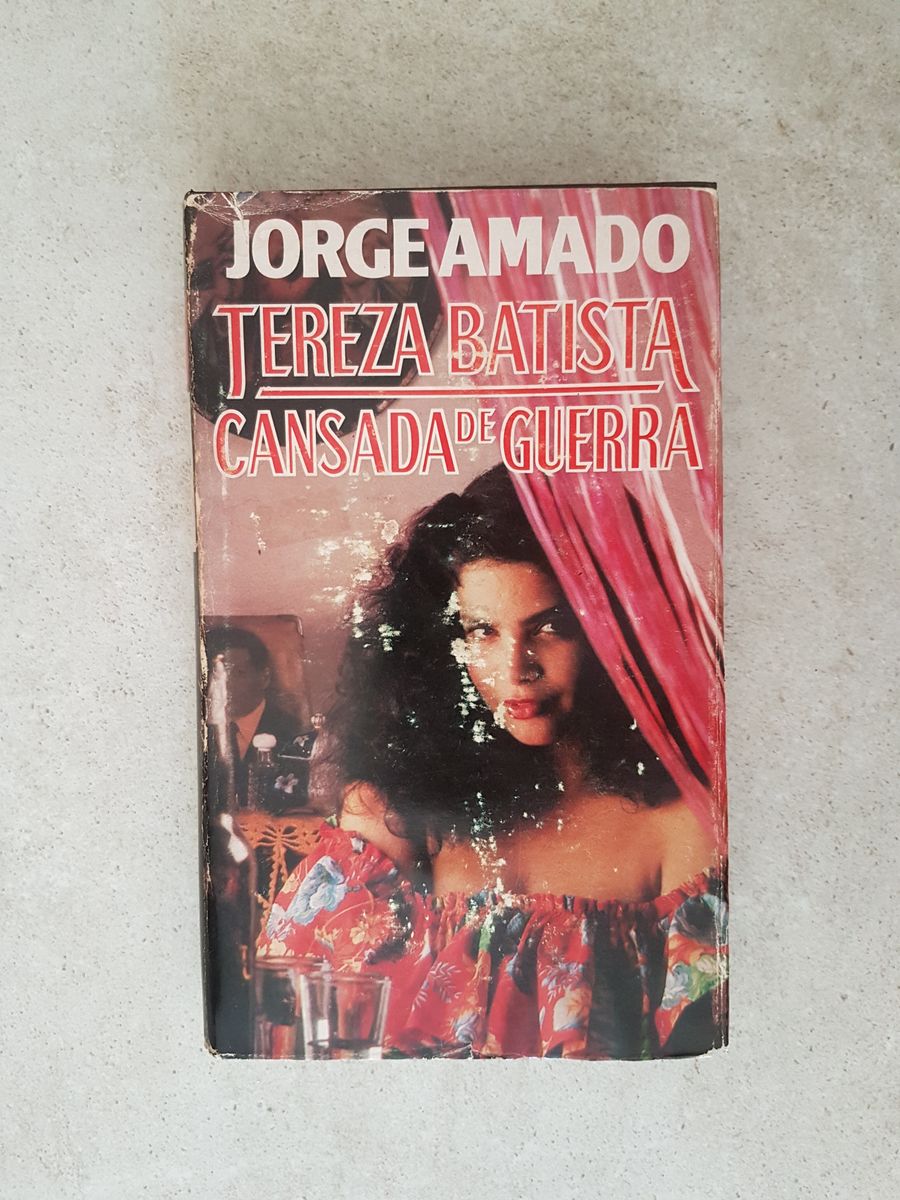 JORGE AMADO
TEREZA BATISTA
CANSADA DE GUERRA